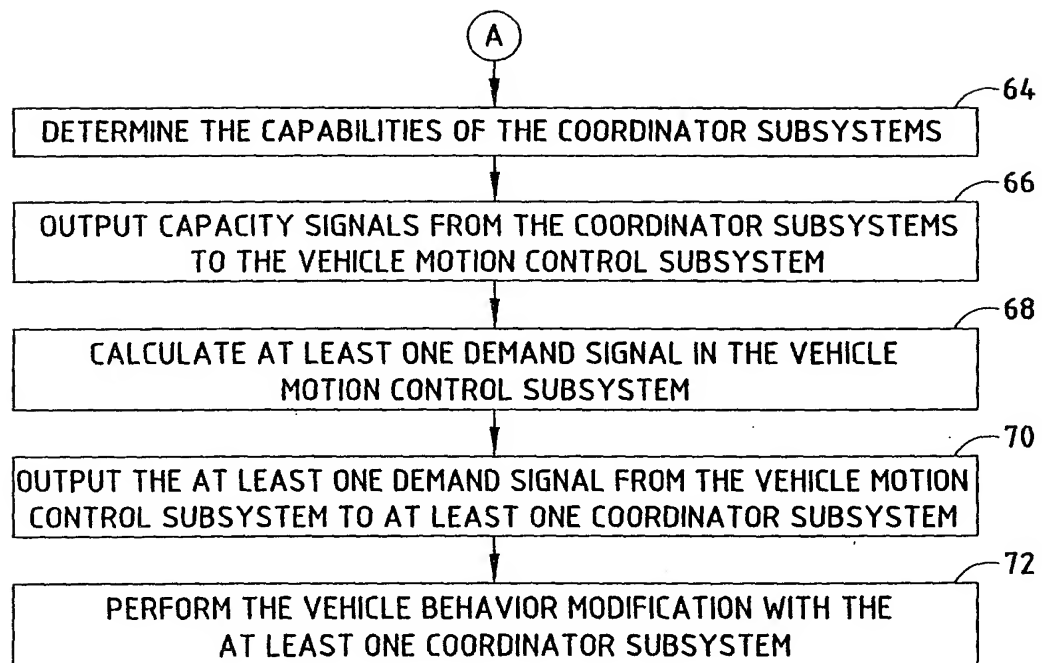 A
64
DETERMINE THE CAPABILITIES OF THE COORDINATOR SUBSYSTEMS
66
OUTPUT CAPACITY SIGNALS FROM THE COORDINATOR SUBSYSTEMS
TO THE VEHICLE MOTION CONTROL SUBSYSTEM
68
CALCULATE AT LEAST ONE DEMAND SIGNAL IN THE VEHICLE
MOTION CONTROL SUBSYSTEM
70
OUTPUT THE AT LEAST ONE DEMAND SIGNAL FROM THE VEHICLE MOTION
CONTROL SUBSYSTEM TO AT LEAST ONE COORDINATOR SUBSYSTEM
72
PERFORM THE VEHICLE BEHAVIOR MODIFICATION WITH THE
AT LEAST ONE COORDINATOR SUBSYSTEM